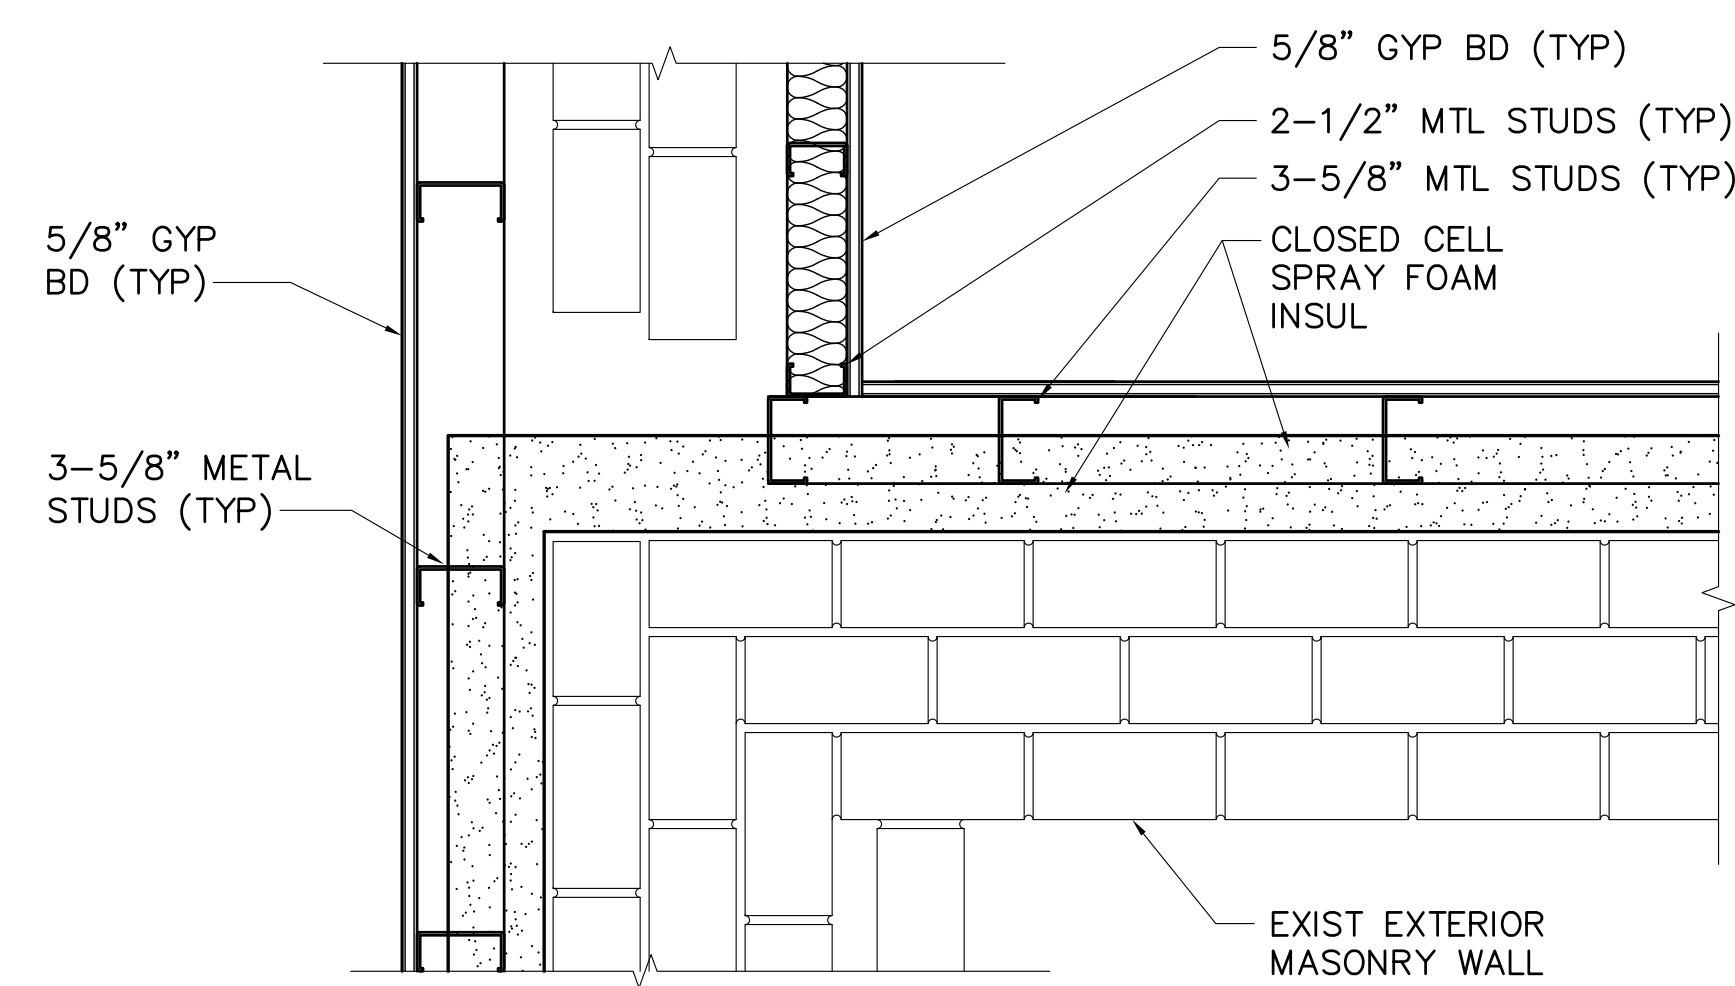 5/8” GYP BD (TYP)
2-1/2” MTL STUDS (TYP)
3-5/8” MTL STUDS (TYP)
CLOSED CELL
SPRAY FOAM
INSUL
5/8” GYP
BD (TYP)
3-5/8” METAL
STUDS (TYP)
EXIST EXTERIOR
MASONRY WALL